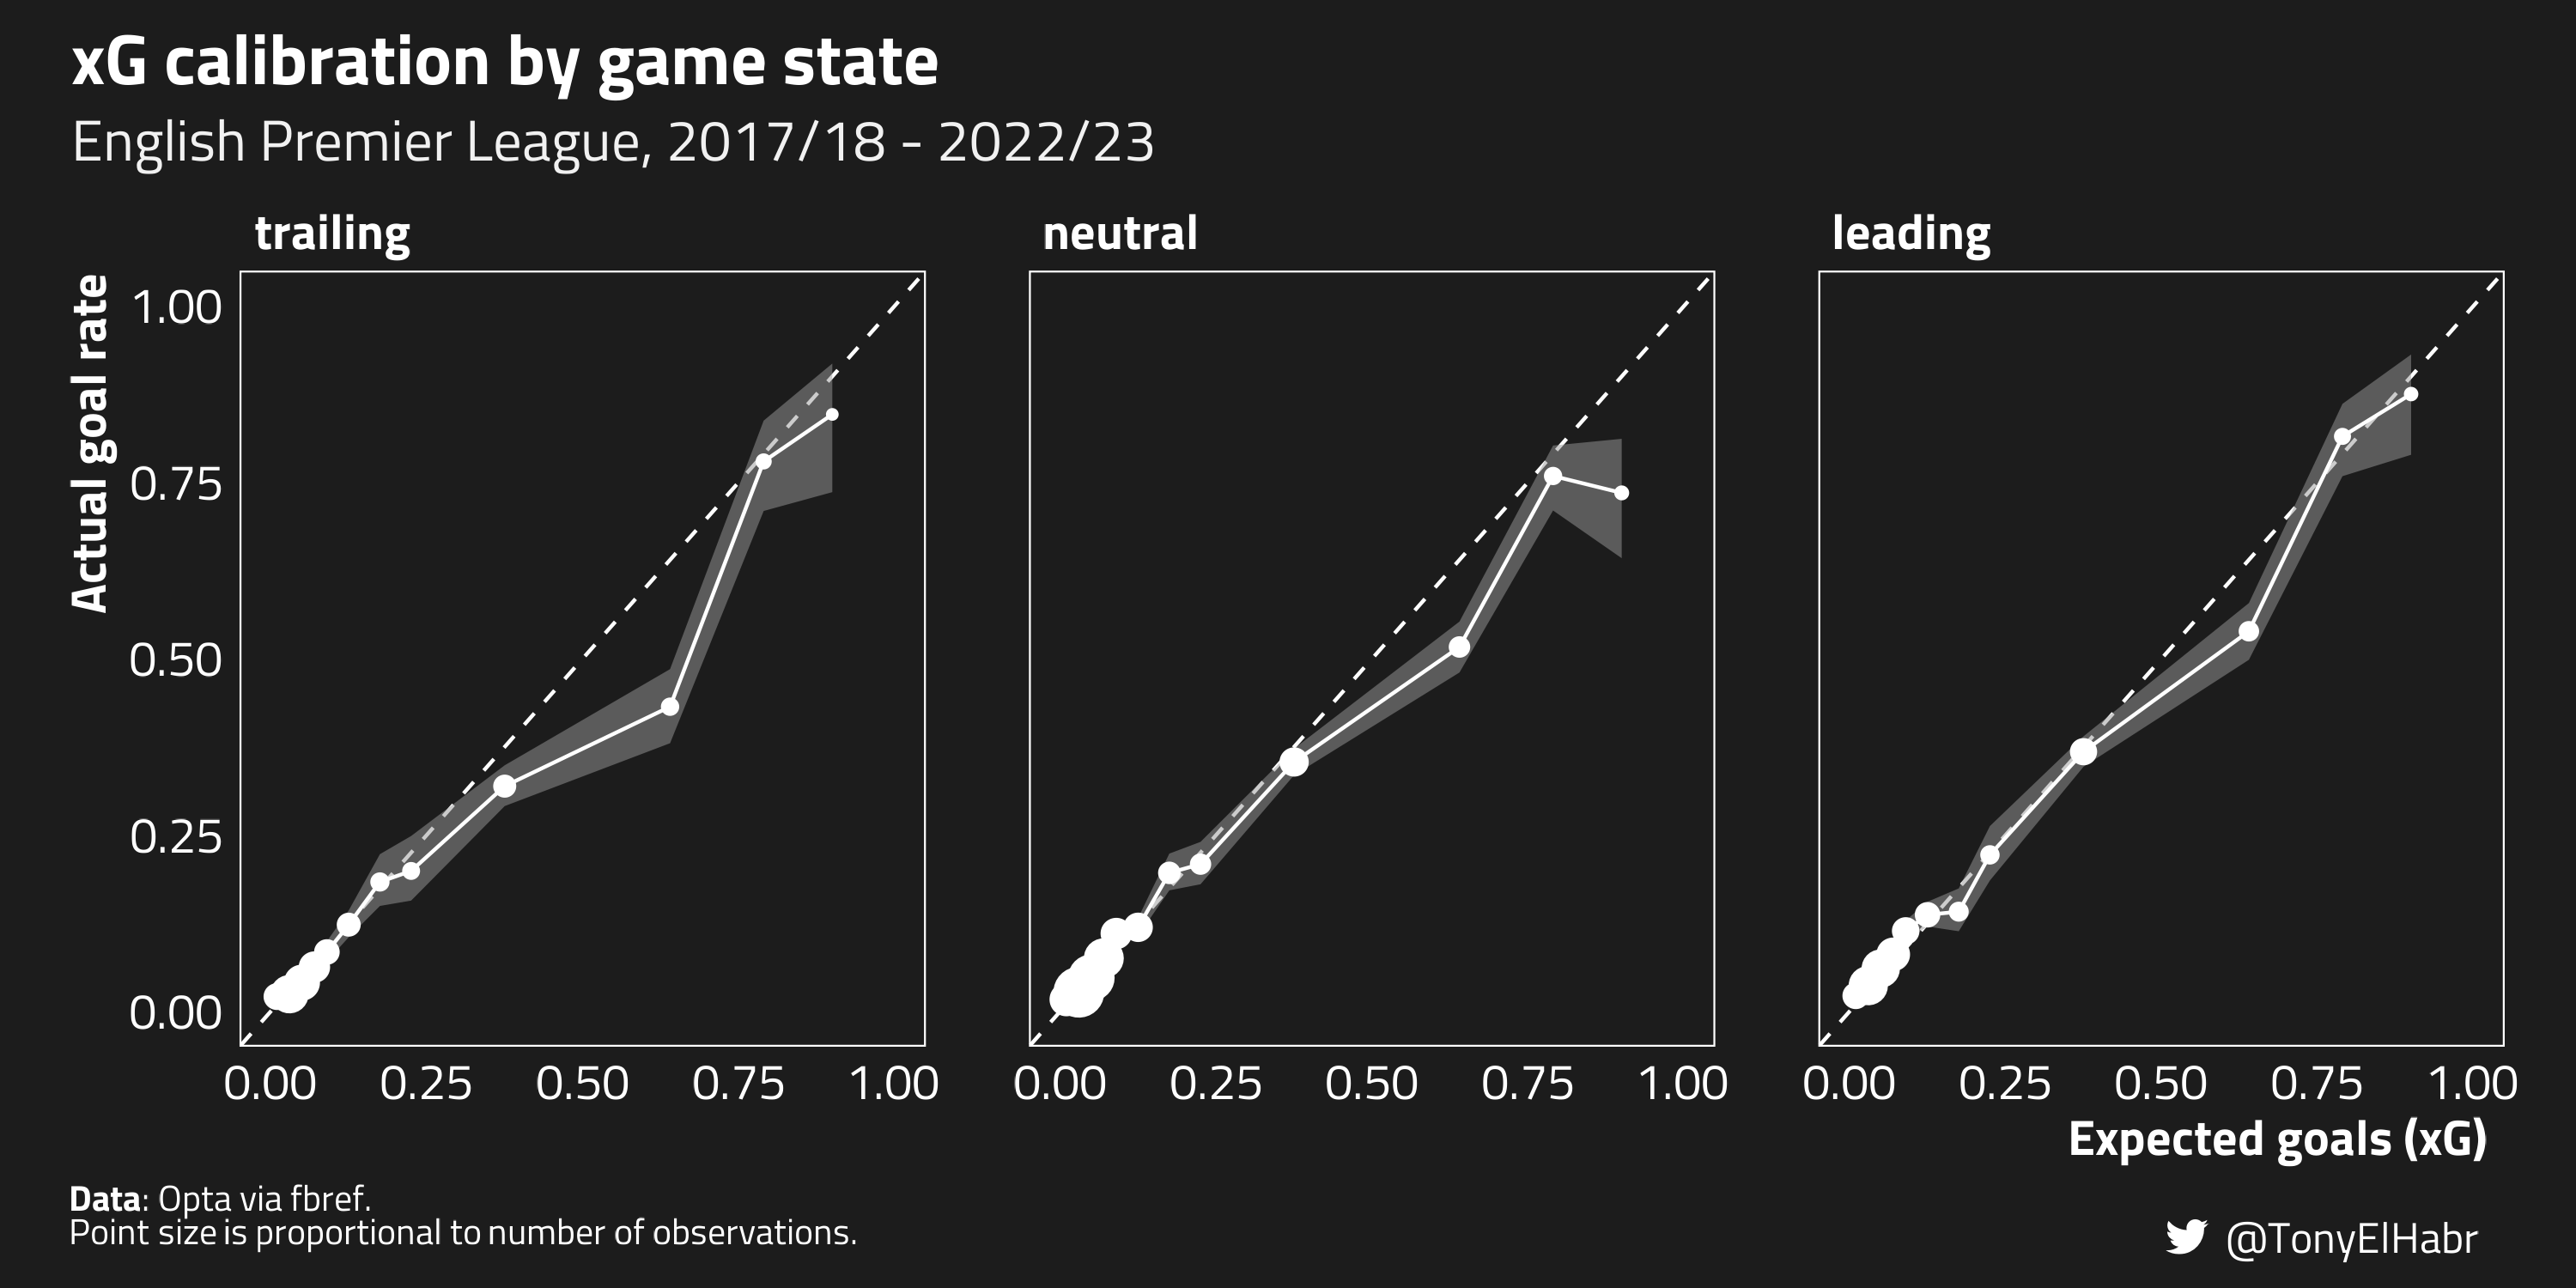 xG calibration by game state
English Premier League, 2017/18 - 2022/23
trailing
neutral
leading
Actual goal rate
1.00
0.75
0.50
0.25
0.00
0.00 0.25 0.50 0.75 1.00
0.00 0.25 0.50 0.75 1.00
0.00 0.25 0.50 0.75 1.00
Expected goals (xG)
Data: Opta via fbref.
Point size is proportional to number of observations.
@TonyElHabr